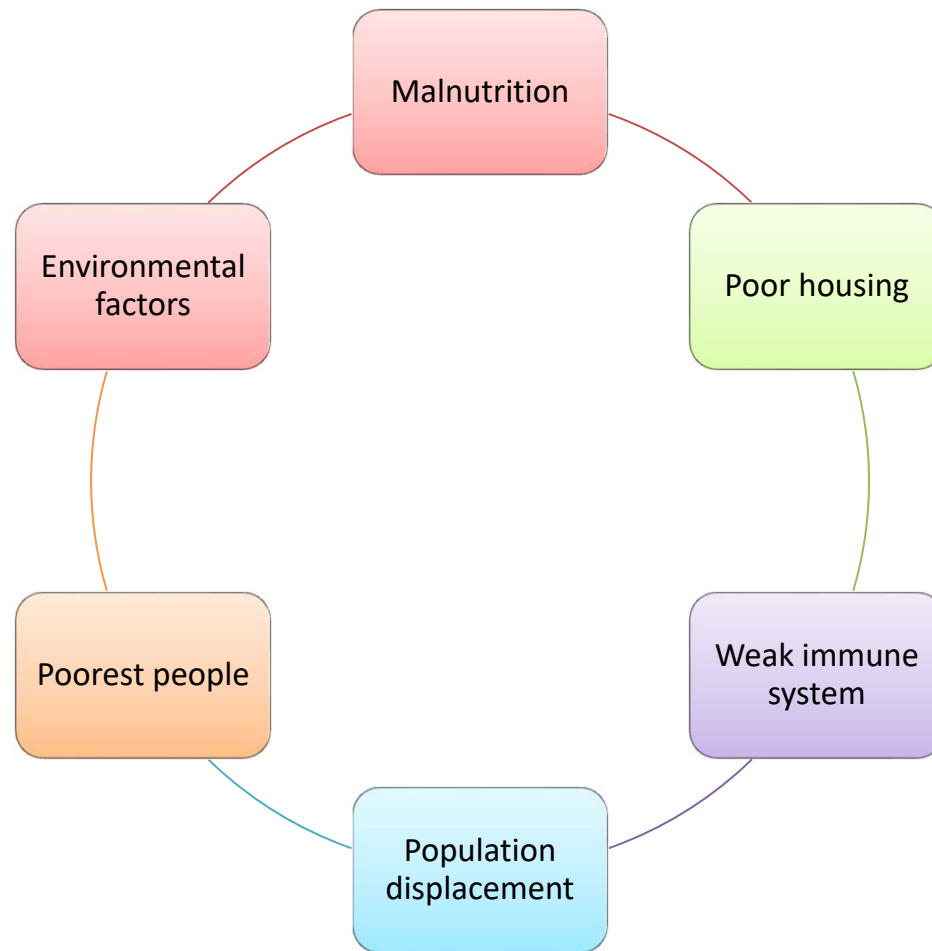 Malnutrition
Poor housing
Weak immune
system
Population
displacement
Poorest people
Environmental
factors